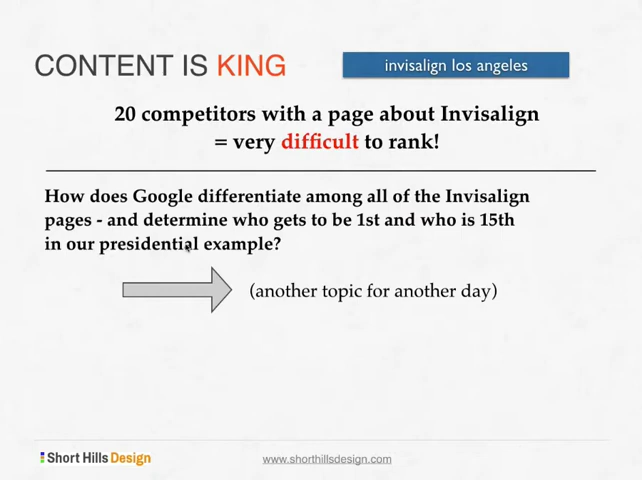 CONTENT IS KING
invisalign los angeles
20 competitors with a page about Invisalign
= very difficult to rank!
How does Google differentiate among all of the Invisalign
pages - and determine who gets to be 1st and who is 15th
in our presidential example?
(another topic for another day)
Short Hills Design
www.shorthillsdesign.com